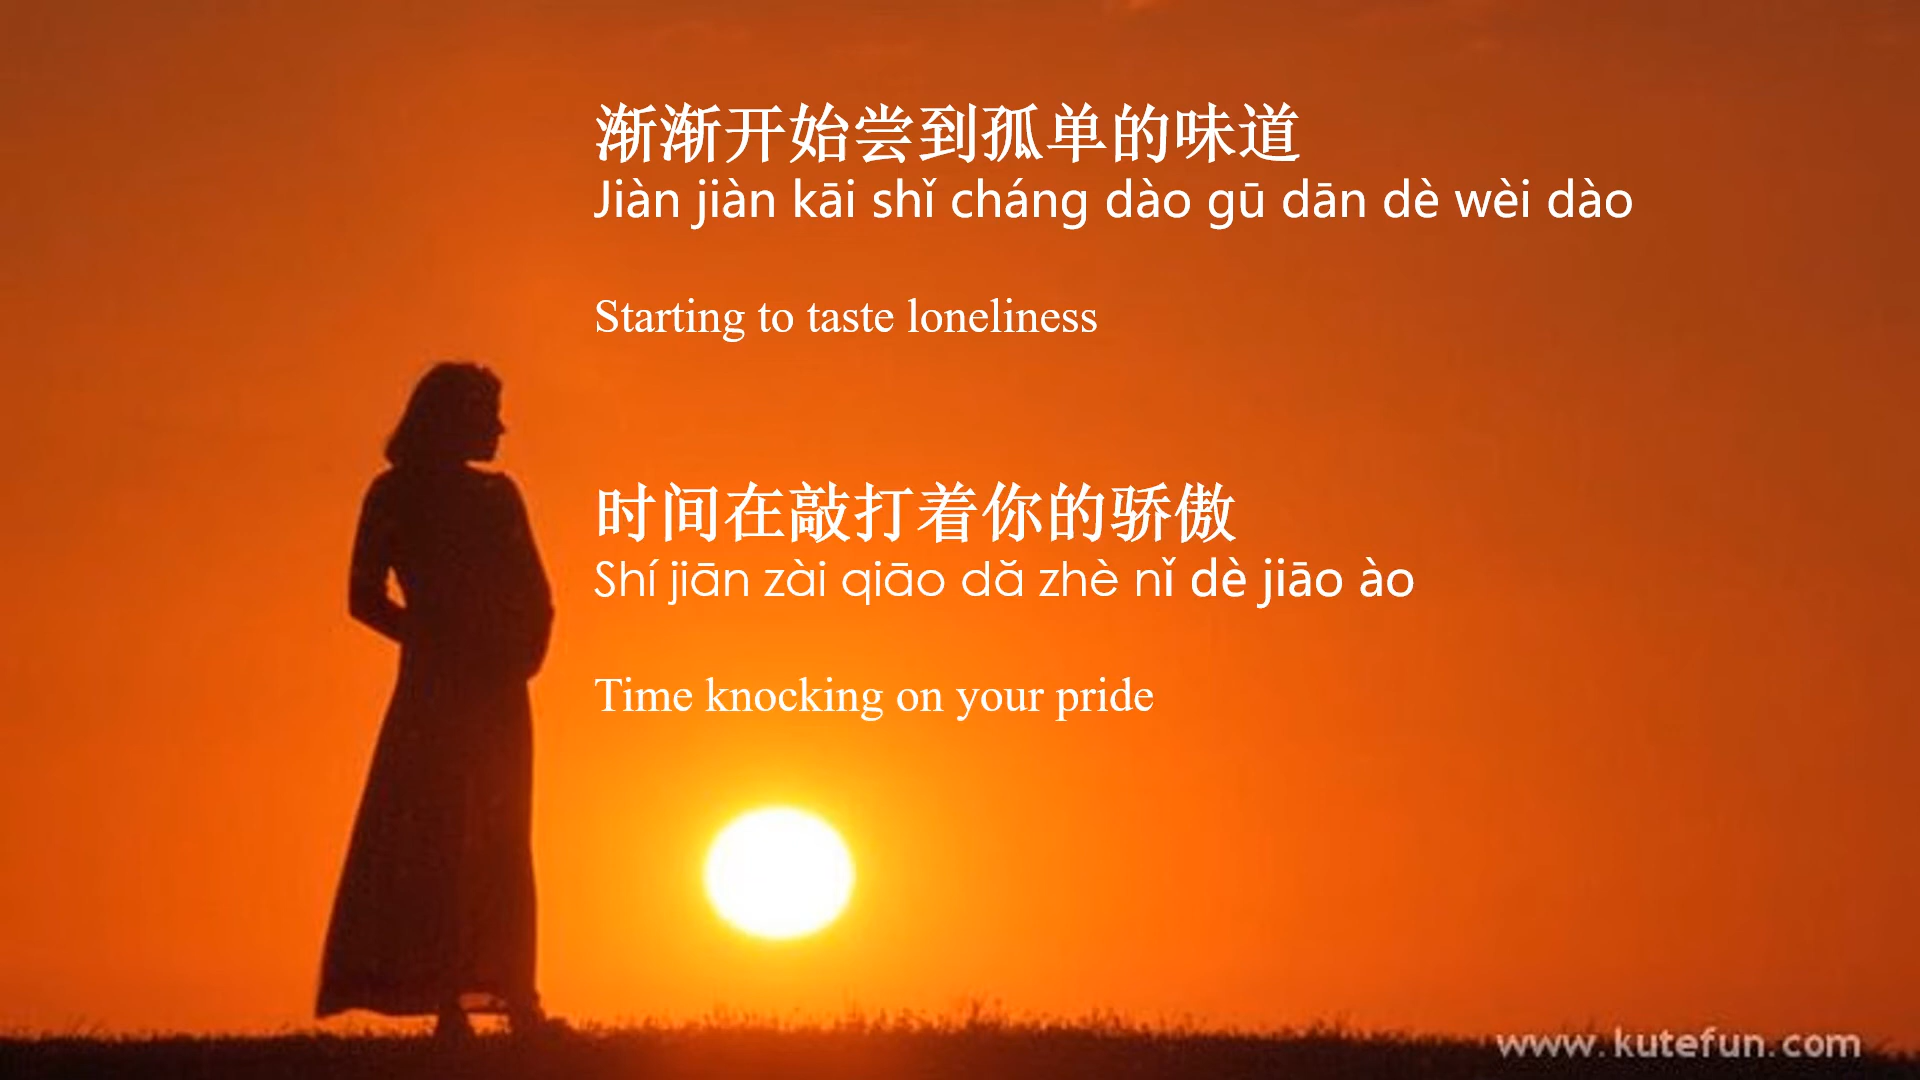 渐渐开始尝到孤单的味道
Jiàn jiàn kāi shǐ cháng dào gū dān dè wèi dào
Starting to taste loneliness
时间在敲打着你的骄傲
Shí jiān zài qiāo dǎ zhè nǐ dè jiāo ào
Time knocking on your pride
www.kutefun.com